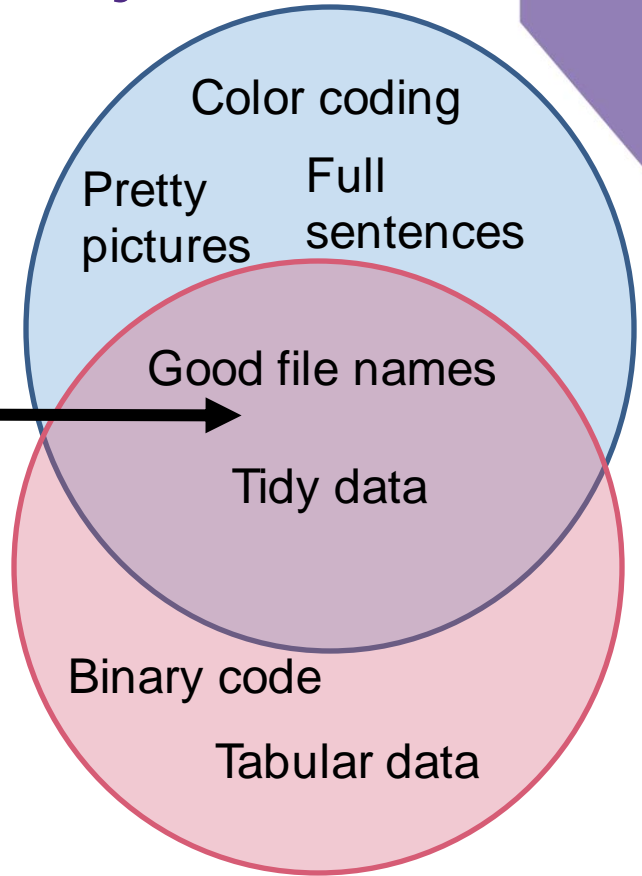 Color coding
Pretty
pictures
Full
sentences
Good file names
Tidy data
Binary code
Tabular data